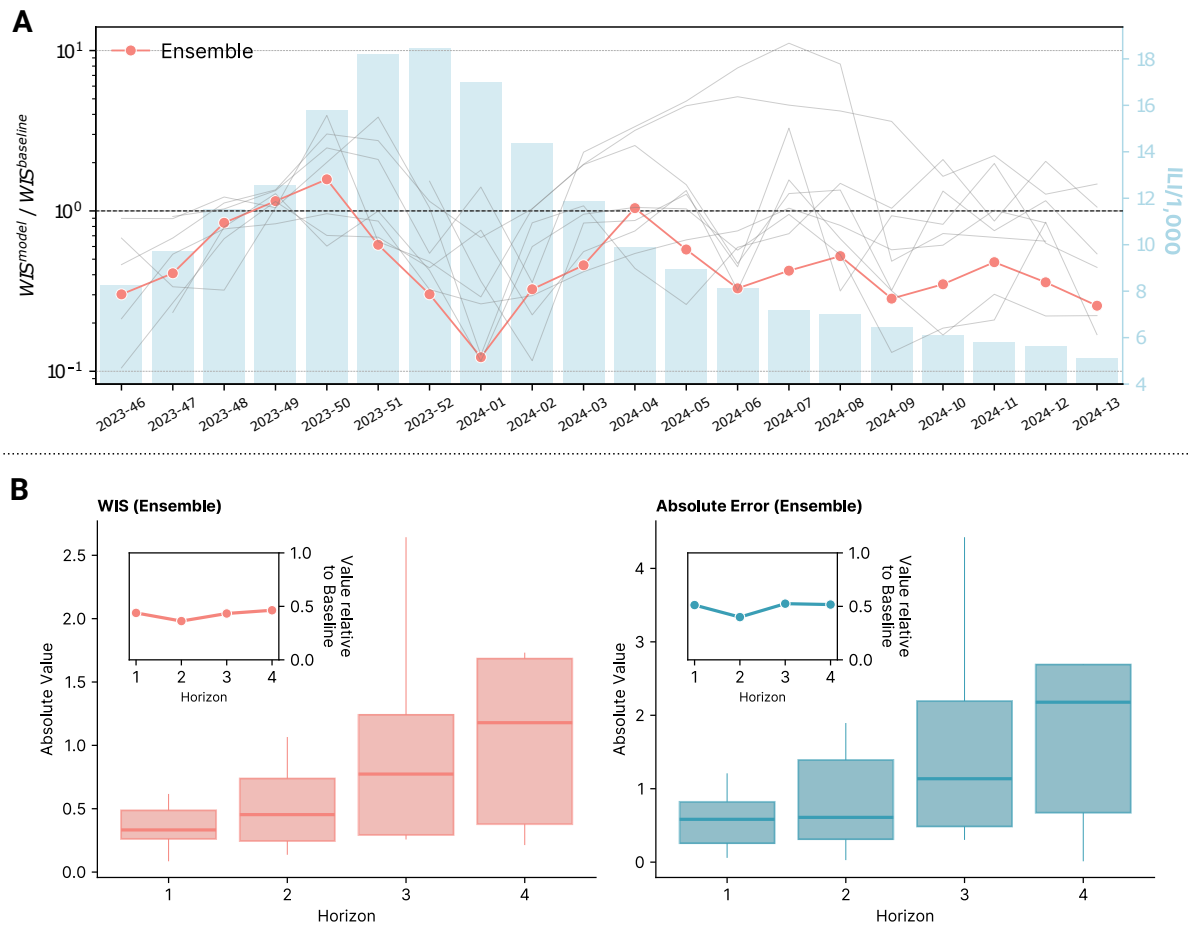 A
Ensemble
WIS^model / WIS^baseline
10^1
10^0
10^-1
18
16
14
12
10
8
6
4
ILI/1,000
2023-46
2023-47
2023-48
2023-49
2023-50
2023-51
2023-52
2024-01
2024-02
2024-03
2024-04
2024-05
2024-06
2024-07
2024-08
2024-09
2024-10
2024-11
2024-12
2024-13
B
WIS (Ensemble)
Absolute Value
2.5
2.0
1.5
1.0
0.5
0.0
1.0
0.5
0.0
Value relative
to Baseline
1 2 3 4
Horizon
1 2 3 4
Horizon
Absolute Error (Ensemble)
Absolute Value
4
3
2
1
0
1.0
0.5
0.0
Value relative
to Baseline
1 2 3 4
Horizon
1 2 3 4
Horizon